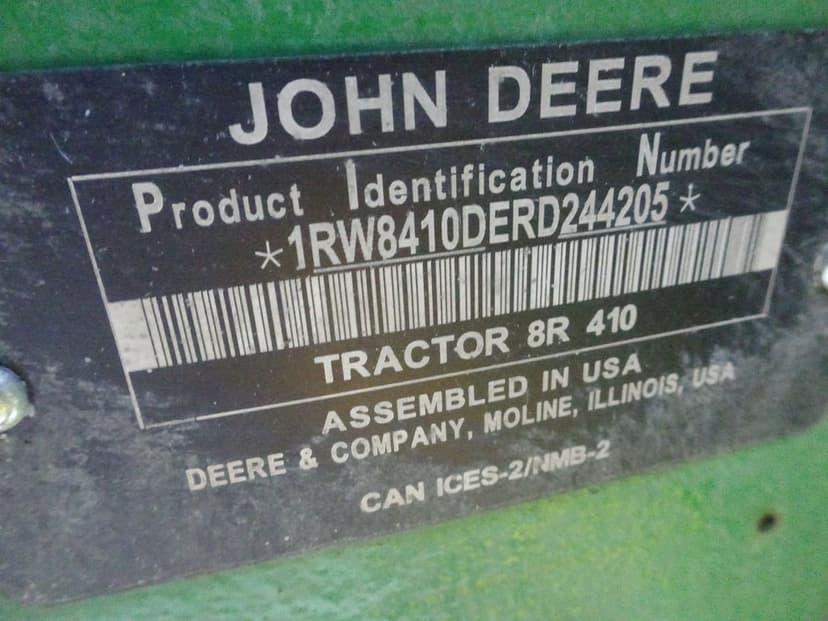 JOHN DEERE
Product Identification Number
*1RW8410DERD244205*
TRACTOR 8R 410
ASSEMBLED IN USA
DEERE & COMPANY, MOLINE, ILLINOIS, USA
CAN ICES-2/NMB-2